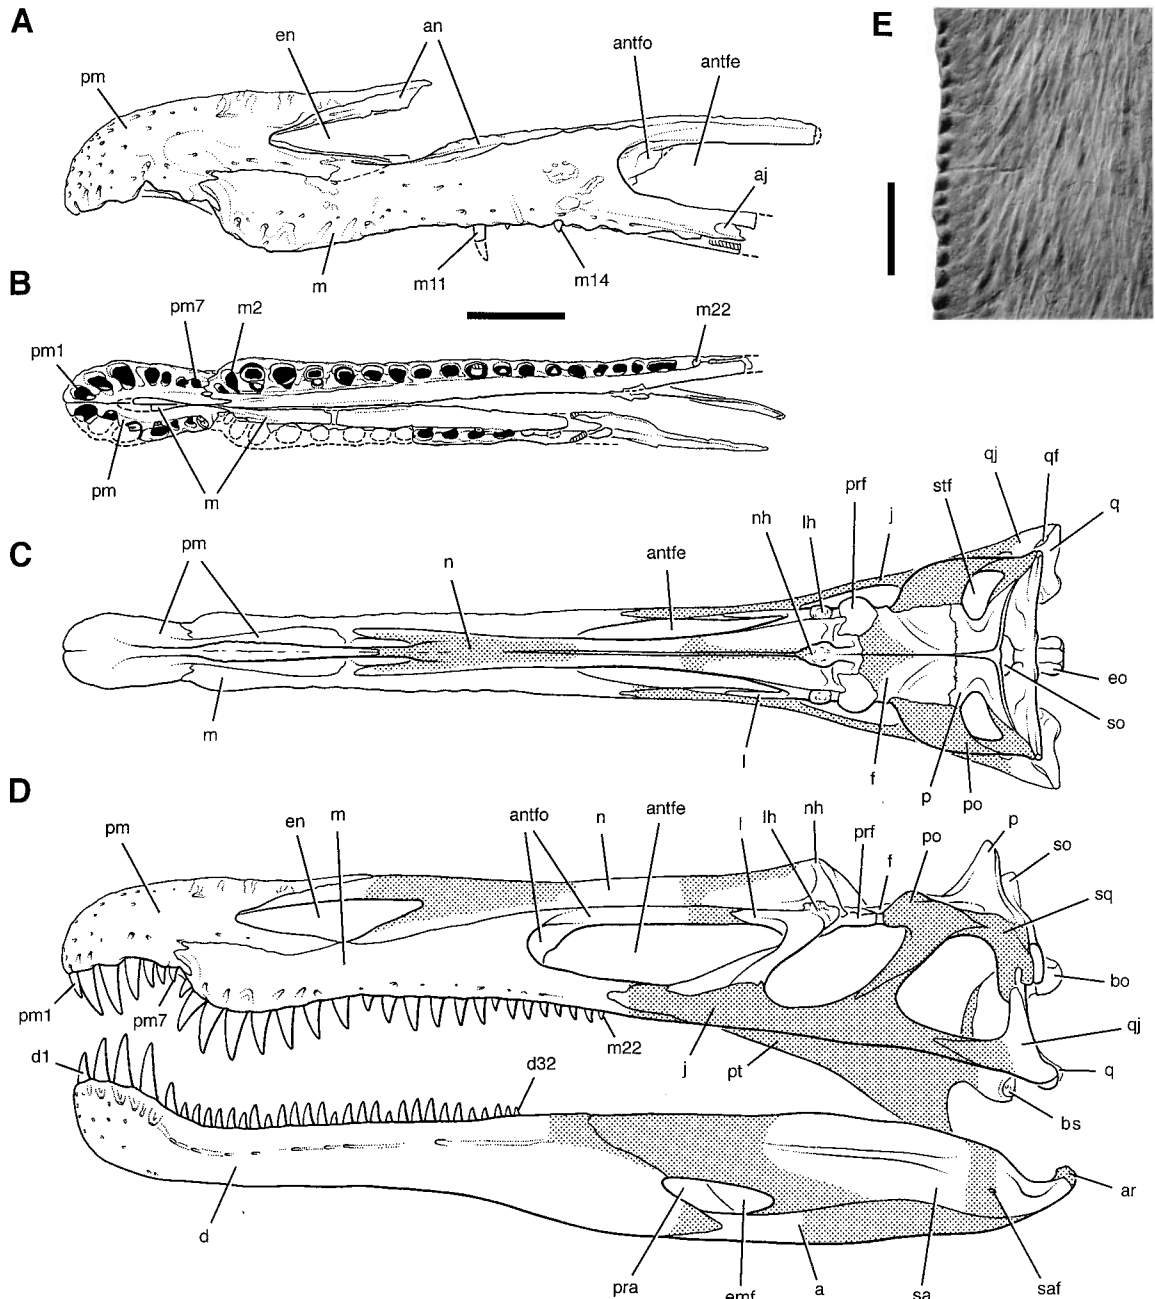 A
E
en
an
antfo
antfe
pm
aj
m
m11
m14
B
pm7
m2
m22
pm1
pm
m
C
pm
n
antfe
nh
lh
prf
j
stf
qj
qf
q
m
l
f
p
po
so
eo
D
pm
en
m
antfo
n
antfe
l
lh
nh
prf
f
po
p
so
sq
bo
qj
q
bs
pm1
pm7
m22
j
pt
d1
d32
d
pra
emf
a
sa
saf
ar